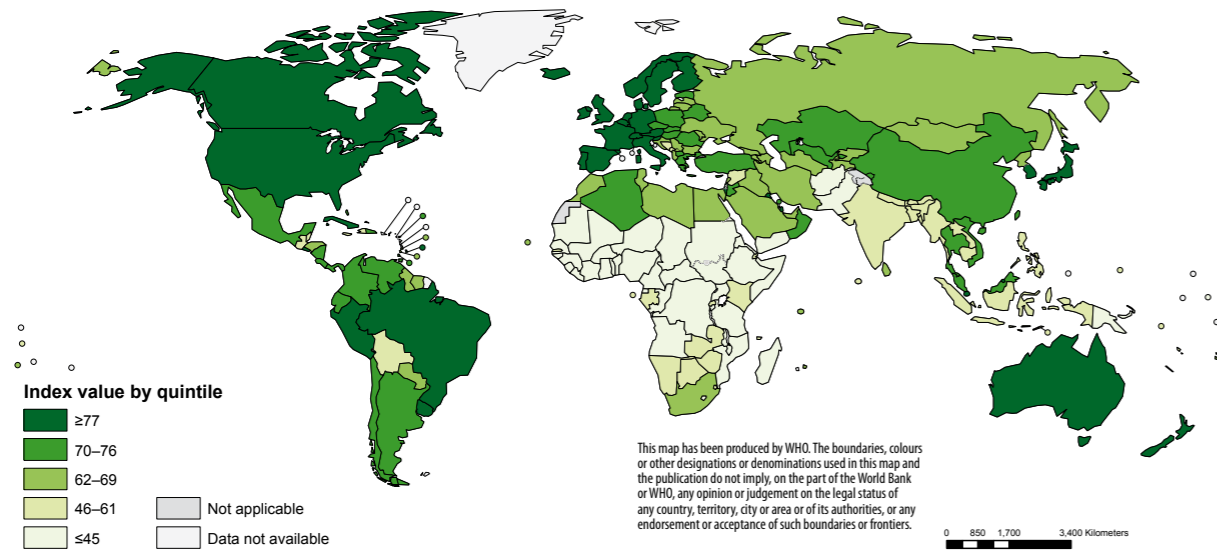 Index value by quintile
≥77
70–76
62–69
46–61
≤45
Not applicable
Data not available
This map has been produced by WHO. The boundaries, colours
or other designations or denominations used in this map and
the publication do not imply, on the part of the World Bank
or WHO, any opinion or judgement on the legal status of
any country, territory, city or area or of its authorities, or any
endorsement or acceptance of such boundaries or frontiers.
0 850 1,700 3,400 Kilometers